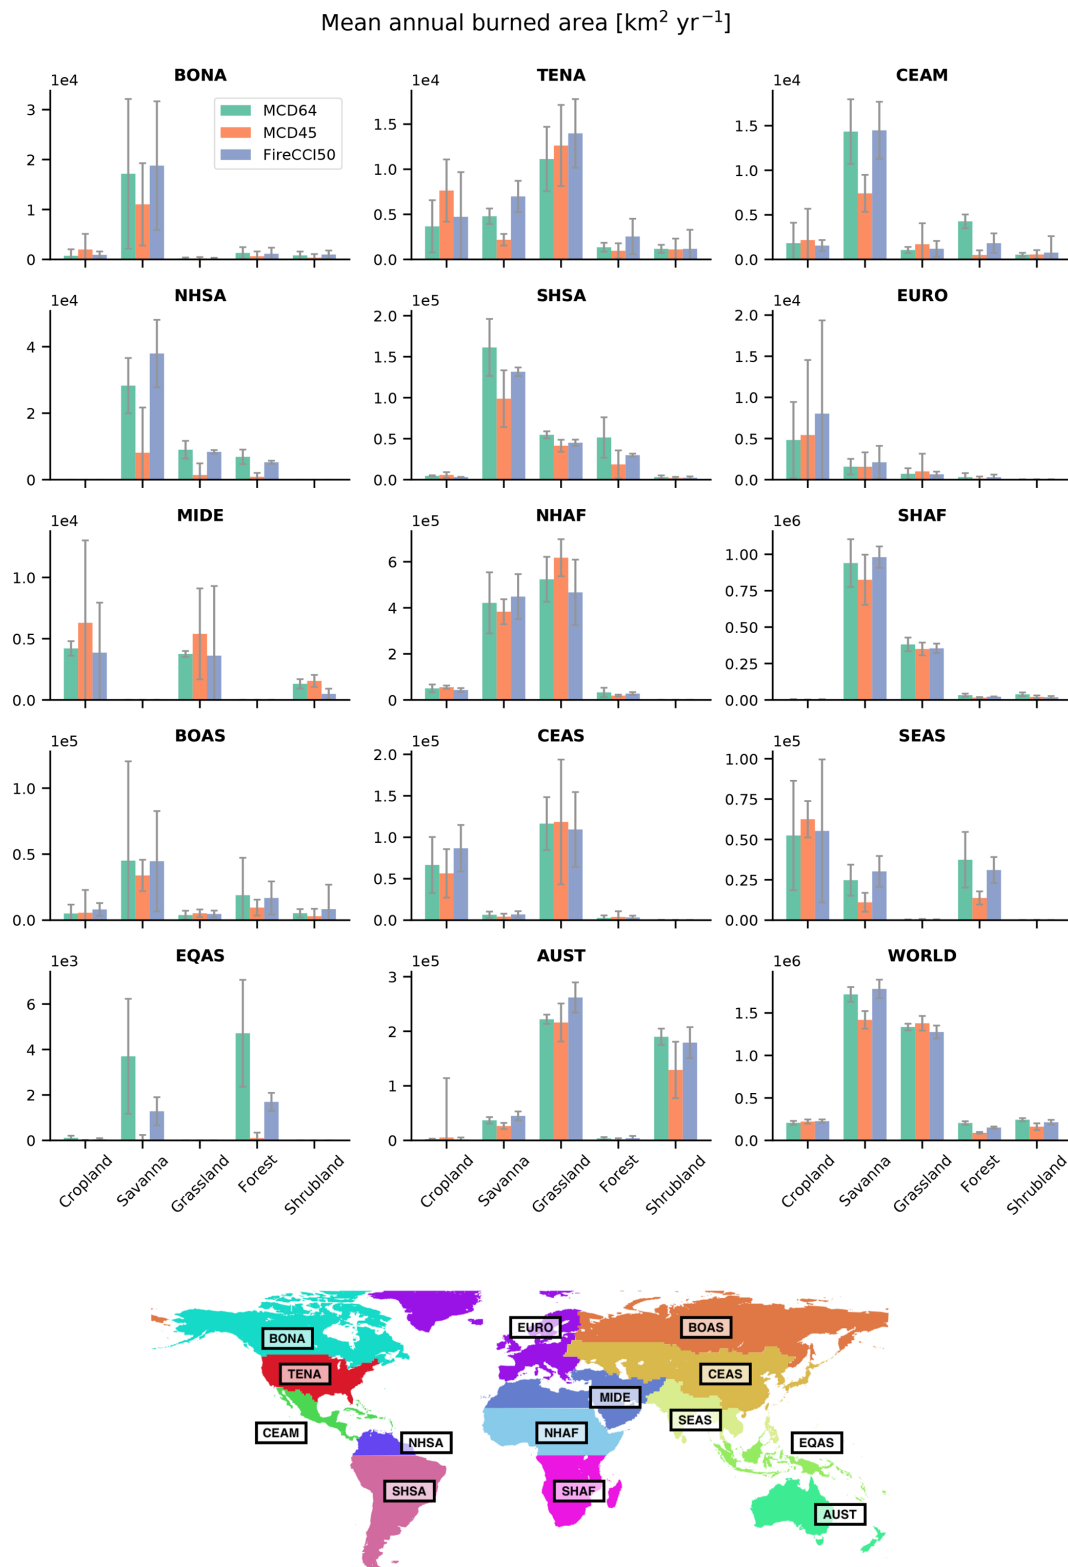 Mean annual burned area [km² yr⁻¹]
BONA
1e4
3
2
1
0
MCD64
MCD45
FireCCI50
TENA
1e4
1.5
1.0
0.5
0.0
CEAM
1e4
1.5
1.0
0.5
0.0
NHSA
1e4
4
2
0
SHSA
1e5
2.0
1.5
1.0
0.5
0.0
EURO
1e4
2.0
1.5
1.0
0.5
0.0
MIDE
1e4
1.0
0.5
0.0
NHAF
1e5
6
4
2
0
SHAF
1e6
1.00
0.75
0.50
0.25
0.00
BOAS
1e5
1.0
0.5
0.0
CEAS
1e5
2.0
1.5
1.0
0.5
0.0
SEAS
1e5
1.00
0.75
0.50
0.25
0.00
EQAS
1e3
6
4
2
0
Cropland
Savanna
Grassland
Forest
Shrubland
AUST
1e5
3
2
1
0
Cropland
Savanna
Grassland
Forest
Shrubland
WORLD
1e6
1.5
1.0
0.5
0.0
Cropland
Savanna
Grassland
Forest
Shrubland
BONA
EURO
BOAS
TENA
CEAS
MIDE
SEAS
CEAM
NHSA
NHAF
EQAS
SHSA
SHAF
AUST